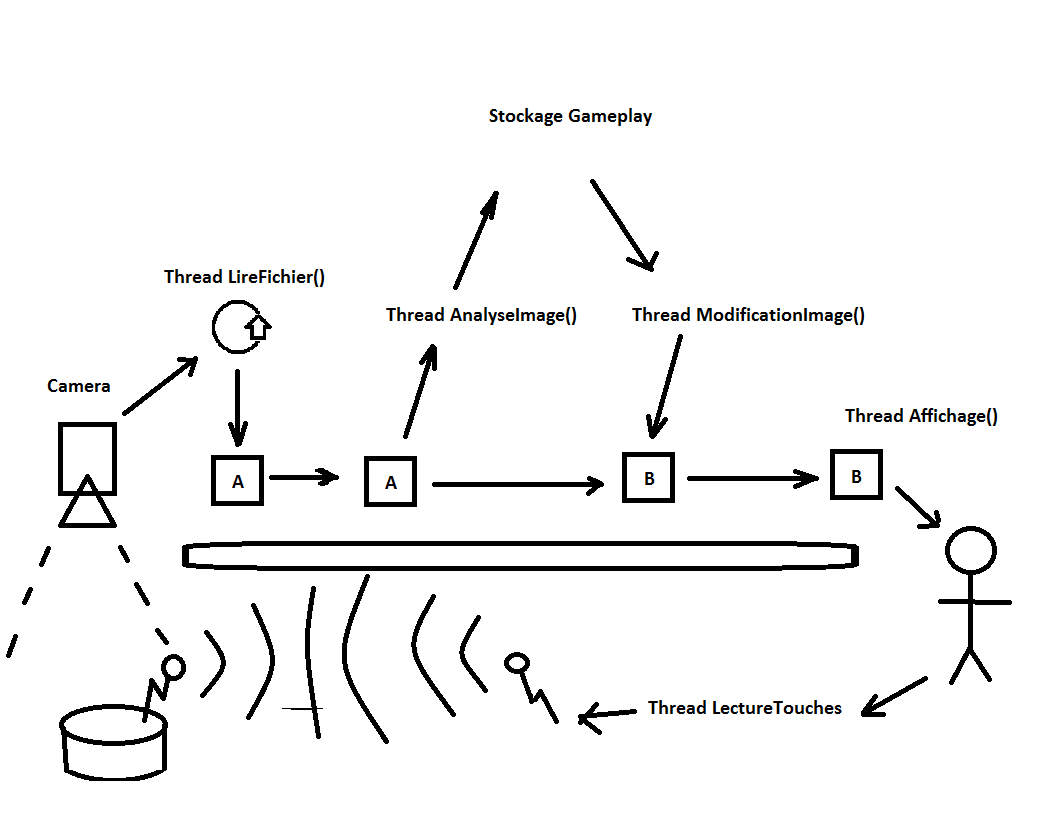 Stockage Gameplay
Thread LireFichier()
Thread AnalyseImage()
Thread ModificationImage()
Camera
Thread Affichage()
A
A
B
B
Thread LectureTouches